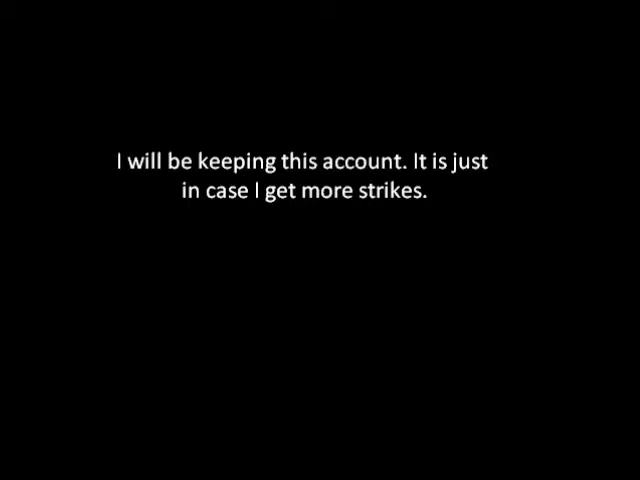 I will be keeping this account. It is just
in case I get more strikes.